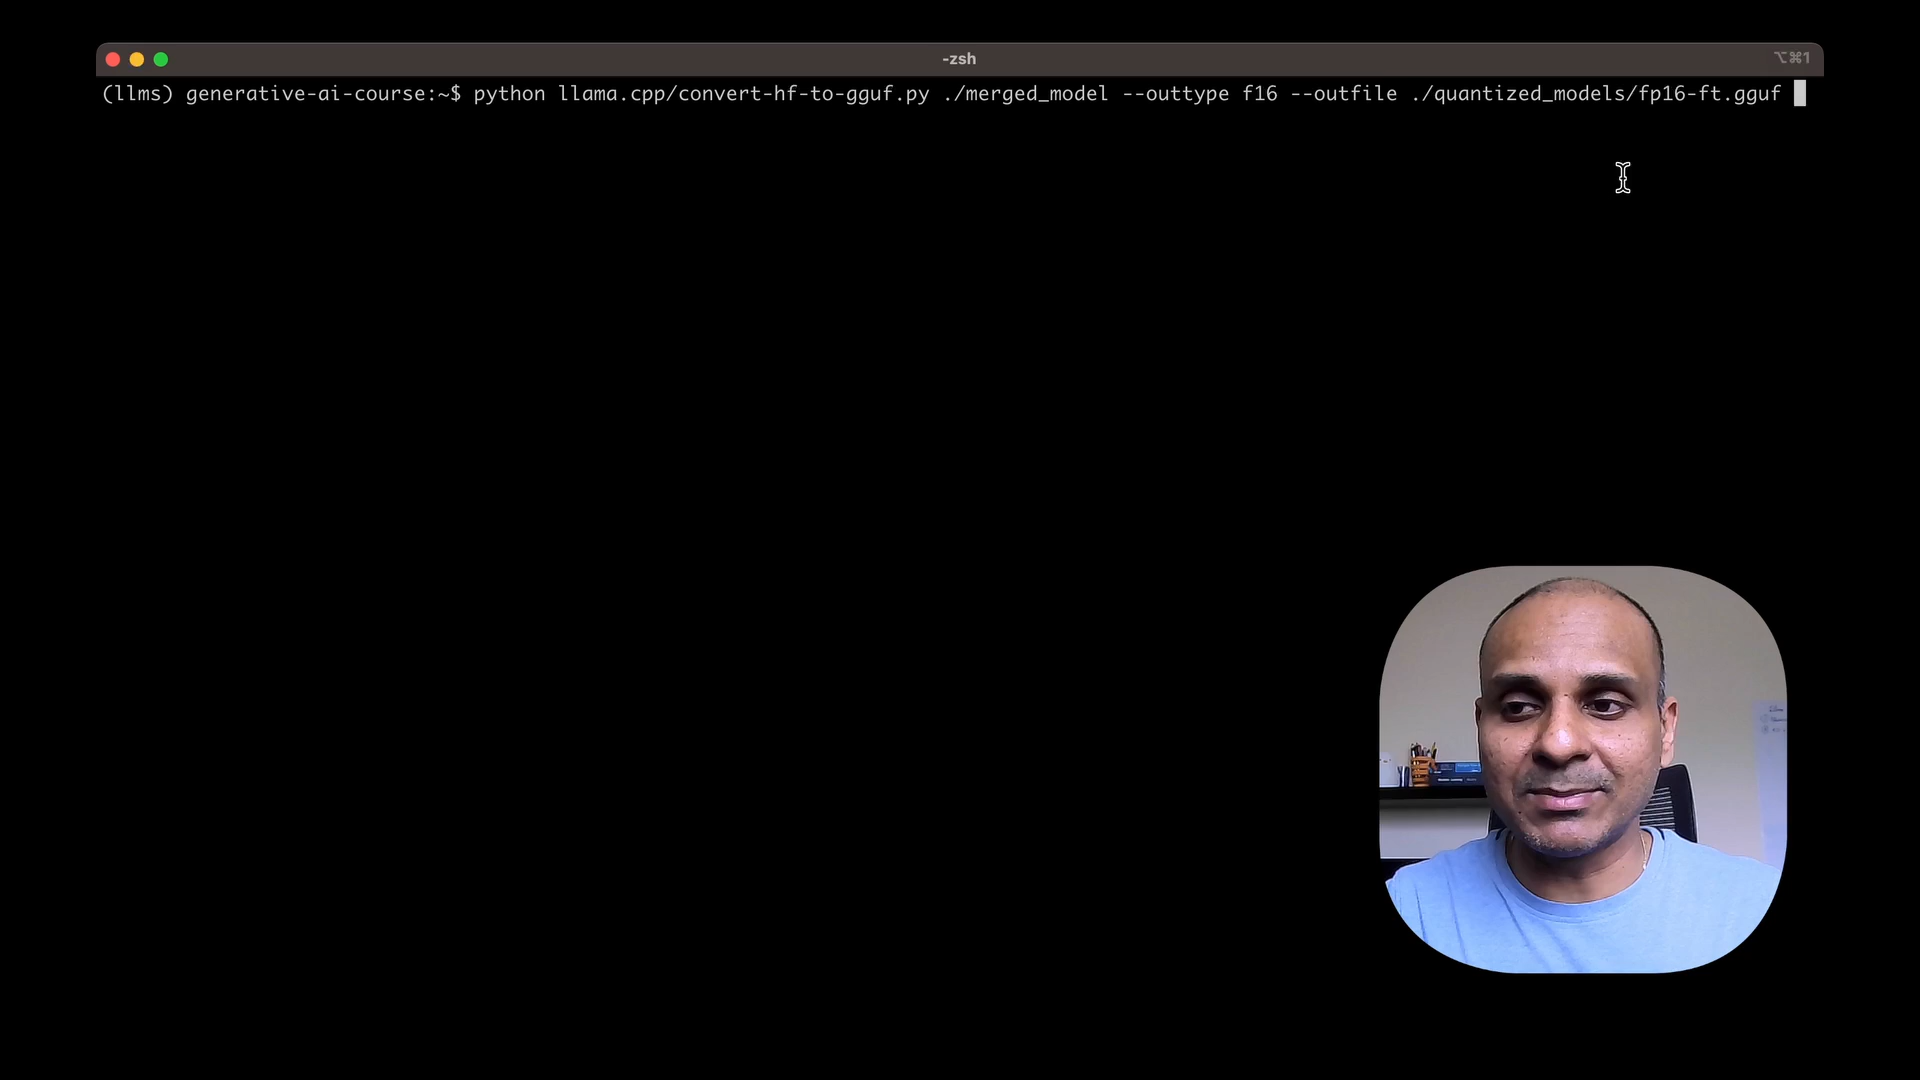 -zsh
⌥⌘1
(llms) generative-ai-course:~$ python llama.cpp/convert-hf-to-gguf.py ./merged_model --outtype f16 --outfile ./quantized_models/fp16-ft.gguf